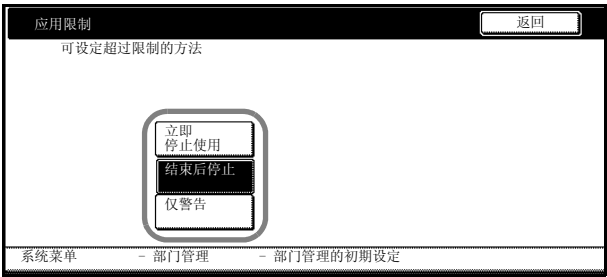 应用限制 返回
可设定超过限制的方法
立即
停止使用
结束后停止
仅警告
系统菜单 - 部门管理 - 部门管理的初期设定